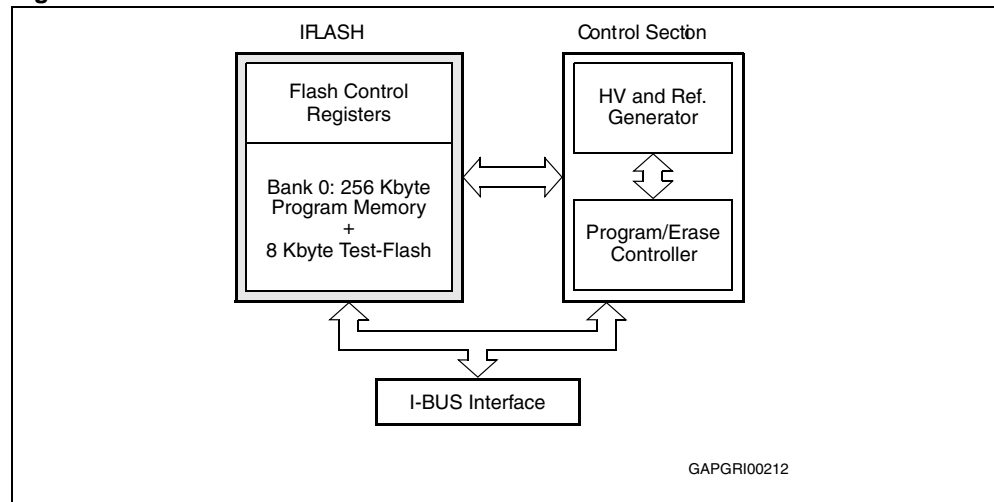 IFLASH
Control Section
Flash Control
Registers
Bank 0: 256 Kbyte
Program Memory
+
8 Kbyte Test-Flash
HV and Ref.
Generator
Program/Erase
Controller
I-BUS Interface
GAPGRI00212